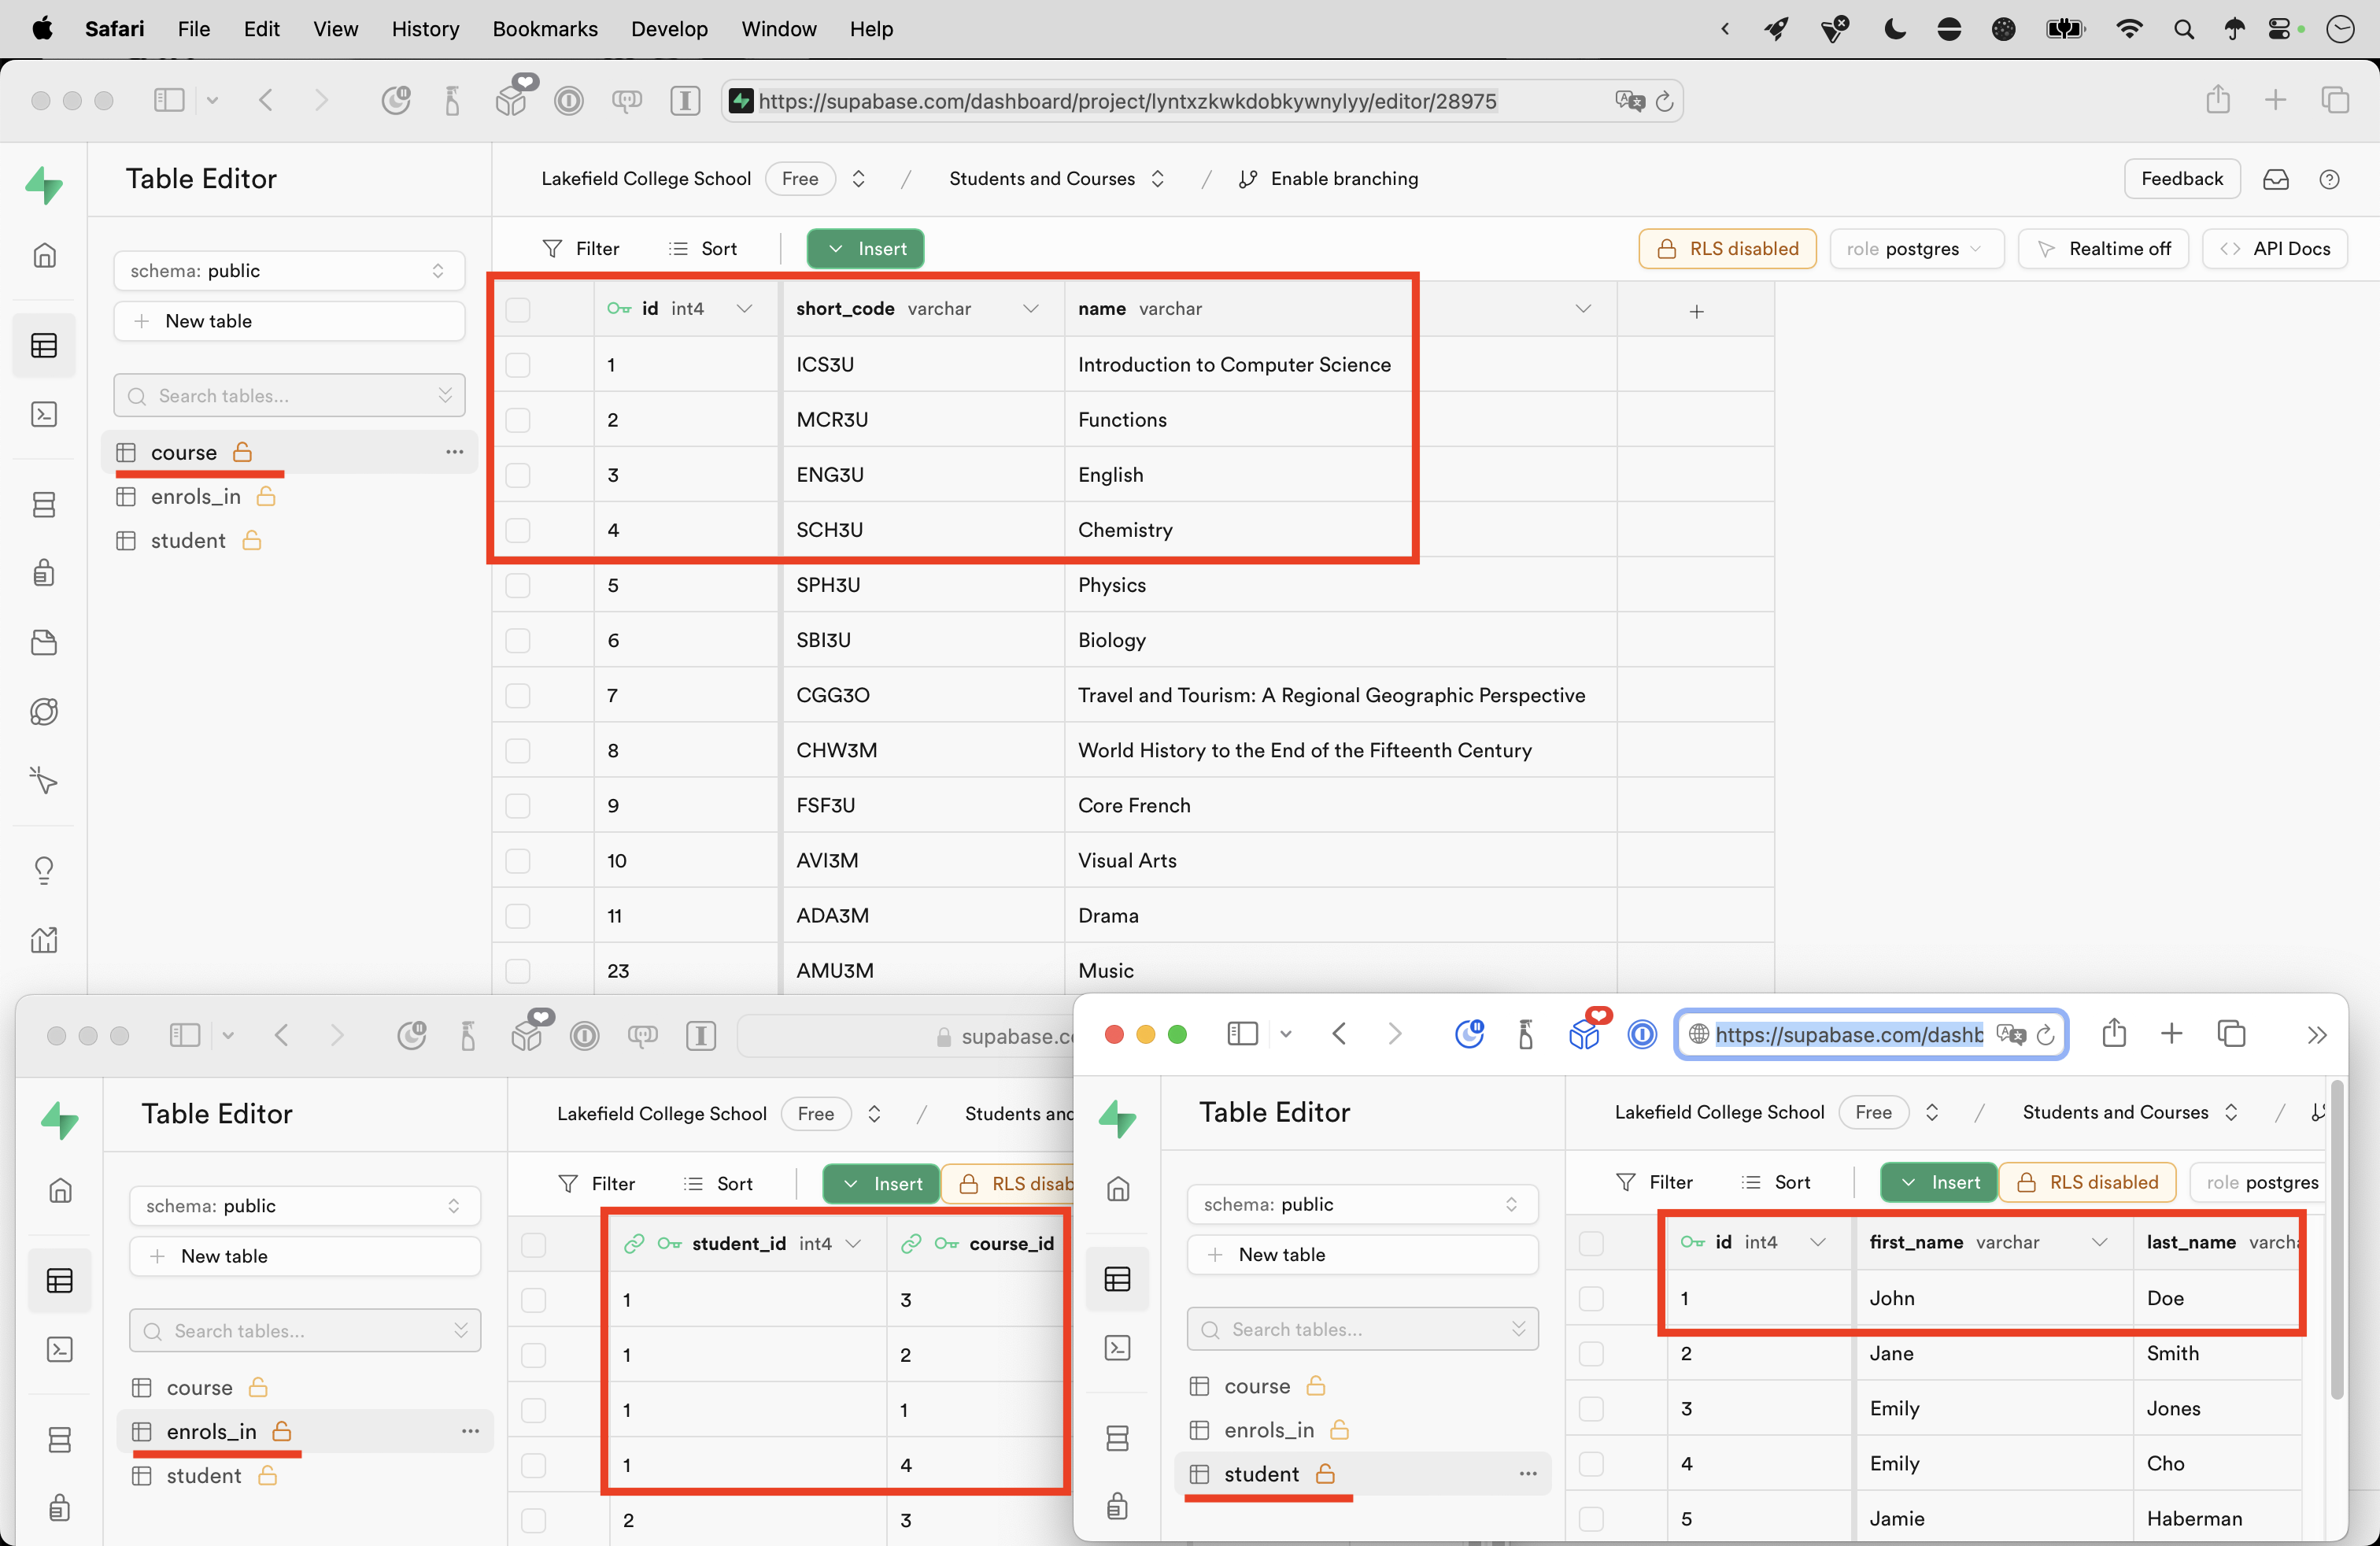 Safari File Edit View History Bookmarks Develop Window Help
https://supabase.com/dashboard/project/lyntxzkwkdobkywnylyy/editor/28975
Table Editor
Lakefield College School Free / Students and Courses / Enable branching
Feedback
schema: public
New table
Search tables...
course
enrols_in
student
Filter Sort Insert
RLS disabled role postgres Realtime off API Docs
id int4 short_code varchar name varchar
1 ICS3U Introduction to Computer Science
2 MCR3U Functions
3 ENG3U English
4 SCH3U Chemistry
5 SPH3U Physics
6 SBI3U Biology
7 CGG3O Travel and Tourism: A Regional Geographic Perspective
8 CHW3M World History to the End of the Fifteenth Century
9 FSF3U Core French
10 AVI3M Visual Arts
11 ADA3M Drama
23 AMU3M Music
supabase.c
Table Editor
Lakefield College School Free / Students and
schema: public
New table
Search tables...
course
enrols_in
student
Filter Sort Insert RLS disab
student_id int4 course_id
1 3
1 2
1 1
1 4
2 3
https://supabase.com/dashb
Table Editor
Lakefield College School Free / Students and Courses /
schema: public
New table
Search tables...
course
enrols_in
student
Filter Sort Insert RLS disabled role postgres
id int4 first_name varchar last_name varcha
1 John Doe
2 Jane Smith
3 Emily Jones
4 Emily Cho
5 Jamie Haberman